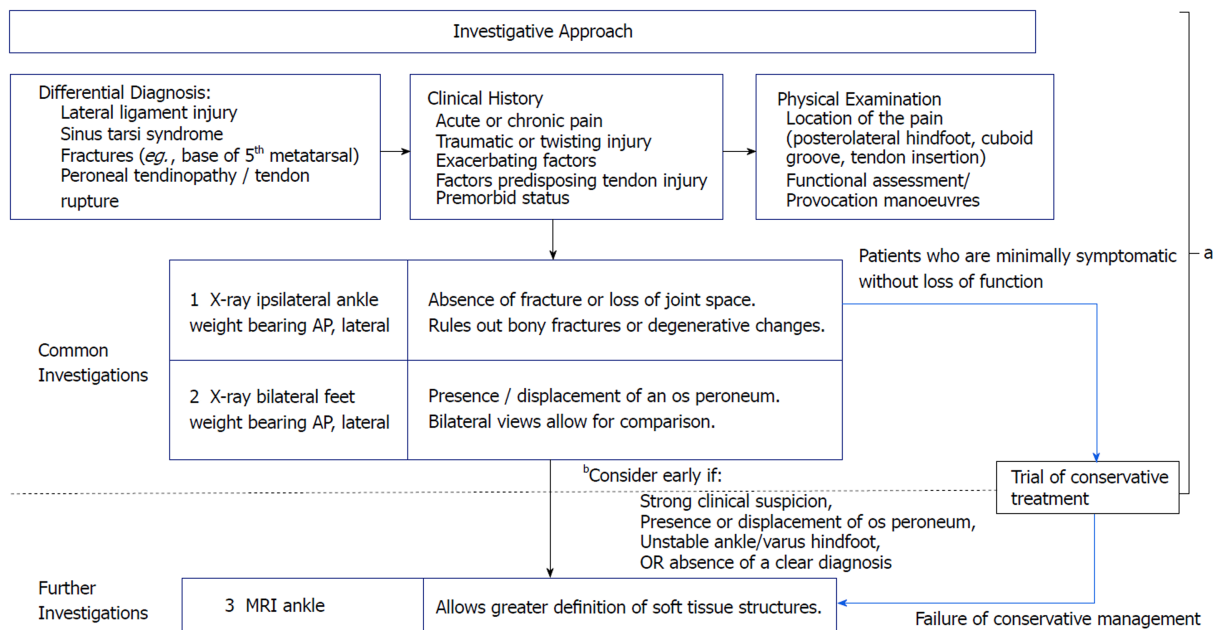 Investigative Approach
Differential Diagnosis:
Lateral ligament injury
Sinus tarsi syndrome
Fractures (eg., base of 5th metatarsal)
Peroneal tendinopathy / tendon
rupture
Clinical History
Acute or chronic pain
Traumatic or twisting injury
Exacerbating factors
Factors predisposing tendon injury
Premorbid status
Physical Examination
Location of the pain
(posterolateral hindfoot, cuboid
groove, tendon insertion)
Functional assessment/
Provocation manoeuvres
a
Patients who are minimally symptomatic
without loss of function
Common
Investigations
1 X-ray ipsilateral ankle
weight bearing AP, lateral
Absence of fracture or loss of joint space.
Rules out bony fractures or degenerative changes.
2 X-ray bilateral feet
weight bearing AP, lateral
Presence / displacement of an os peroneum.
Bilateral views allow for comparison.
bConsider early if:
Strong clinical suspicion,
Presence or displacement of os peroneum,
Unstable ankle/varus hindfoot,
OR absence of a clear diagnosis
Trial of conservative
treatment
Further
Investigations
3 MRI ankle
Allows greater definition of soft tissue structures.
Failure of conservative management